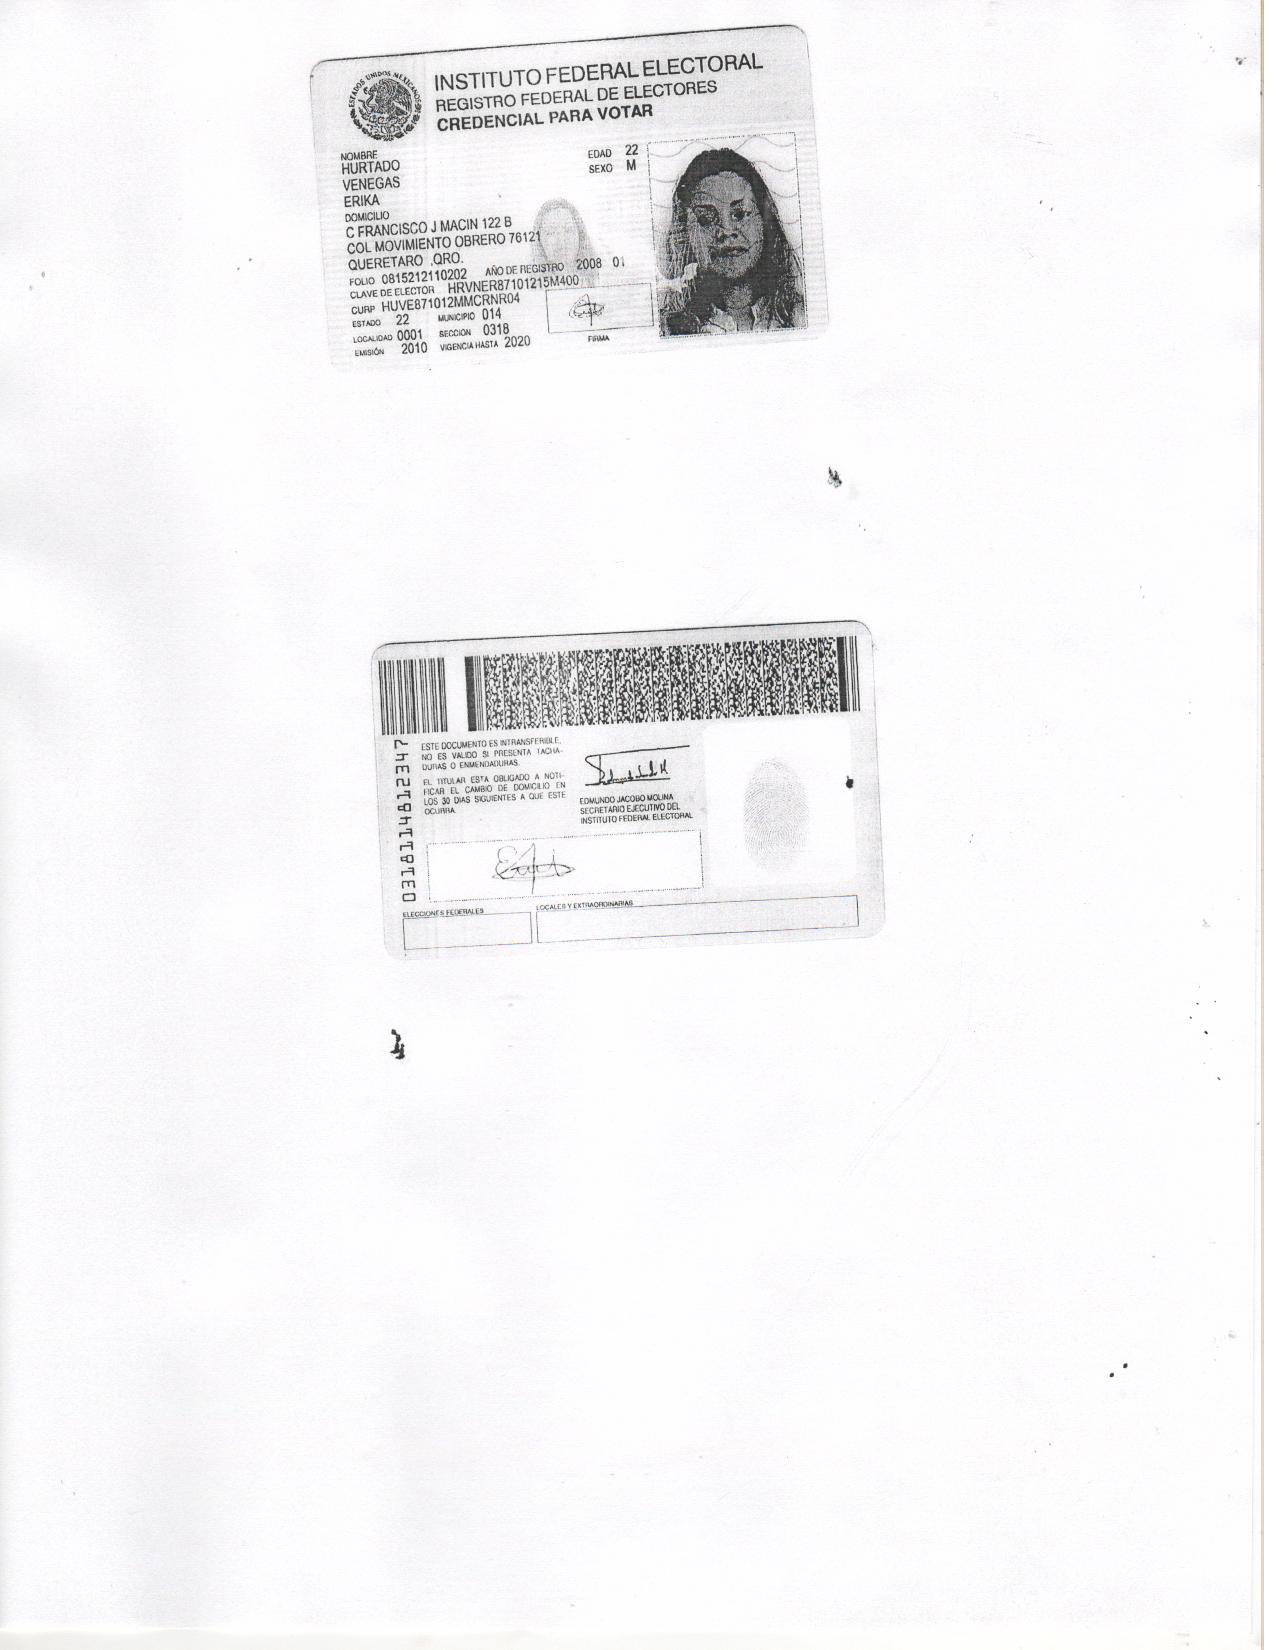 ESTADOS UNIDOS MEXICANOS
INSTITUTO FEDERAL ELECTORAL
REGISTRO FEDERAL DE ELECTORES
CREDENCIAL PARA VOTAR
NOMBRE
HURTADO
VENEGAS
ERIKA
EDAD 22
SEXO M
DOMICILIO
C FRANCISCO J MACIN 122 B
COL MOVIMIENTO OBRERO 76121
QUERETARO ,QRO.
FOLIO 0815212110202 AÑO DE REGISTRO 2008 01
CLAVE DE ELECTOR HRVNER87101215M400
CURP HUVE871012MMCRNR04
ESTADO 22 MUNICIPIO 014
LOCALIDAD 0001 SECCION 0318
EMISIÓN 2010 VIGENCIA HASTA 2020
FIRMA
ESTE DOCUMENTO ES INTRANSFERIBLE,
NO ES VALIDO SI PRESENTA TACHA-
DURAS O ENMENDADURAS.
EL TITULAR ESTA OBLIGADO A NOTI-
FICAR EL CAMBIO DE DOMICILIO EN
LOS 30 DIAS SIGUIENTES A QUE ESTE
OCURRA.
EDMUNDO JACOBO MOLINA
SECRETARIO EJECUTIVO DEL
INSTITUTO FEDERAL ELECTORAL
ELECCIONES FEDERALES
LOCALES Y EXTRAORDINARIAS